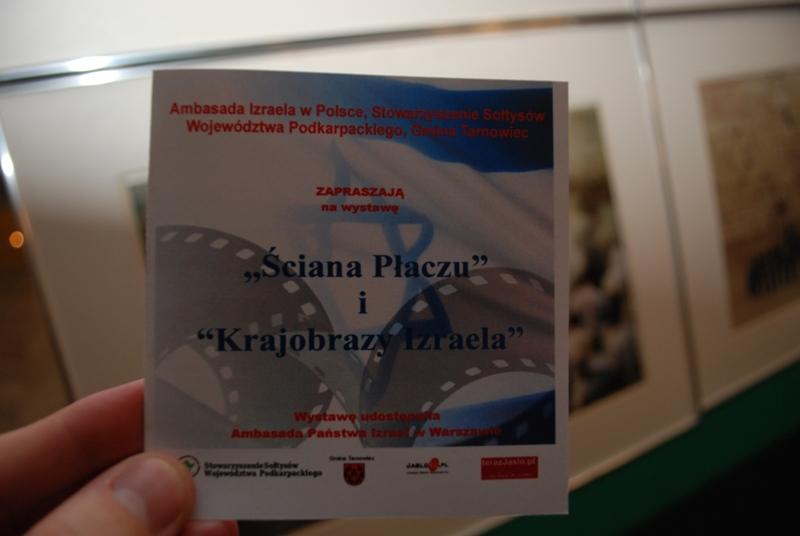 Ambasada Izraela w Polsce, Stowarzyszenie Sołtysów
Województwa Podkarpackiego, Gmina Tarnowiec
ZAPRASZAJĄ
na wystawę
„Ściana Płaczu”
i
“Krajobrazy Izraela”
Wystawę udostępniła
Ambasada Państwa Izrael w Warszawie
Stowarzyszenie Sołtysów
Województwa Podkarpackiego
Gmina Tarnowiec
terazJaslo.pl